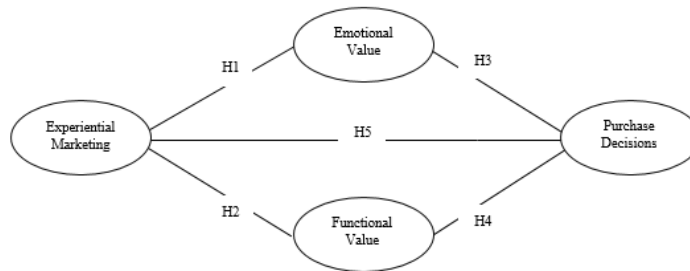 Emotional
Value
H1
H3
Experiential
Marketing
H5
Purchase
Decisions
H2
H4
Functional
Value